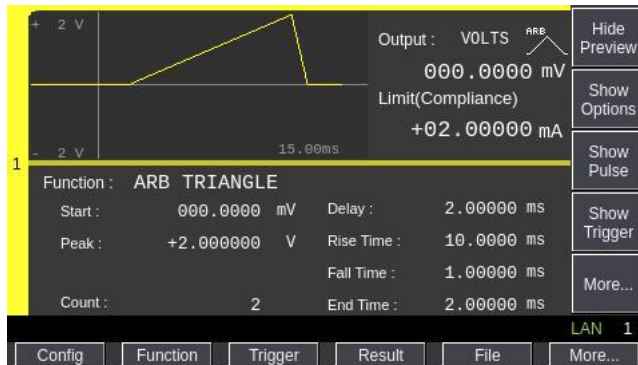 + 2 V
- 2 V
15.00ms
Output : VOLTS ARB
000.0000 mV
Limit(Compliance)
+02.00000 mA
1
Function : ARB TRIANGLE
Start : 000.0000 mV
Delay : 2.00000 ms
Peak : +2.000000 V
Rise Time : 10.0000 ms
Fall Time : 1.00000 ms
Count : 2
End Time : 2.00000 ms
Hide Preview
Show Options
Show Pulse
Show Trigger
More...
LAN 1
Config
Function
Trigger
Result
File
More...